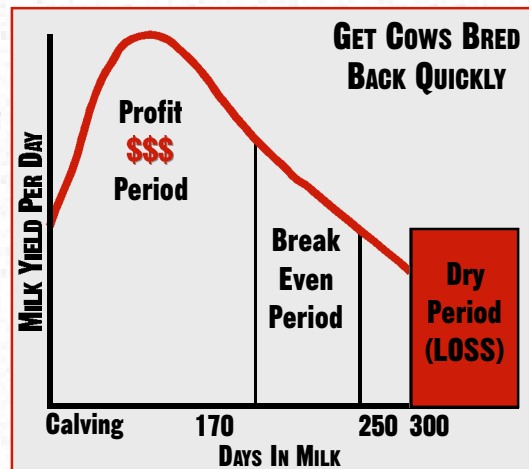 GET COWS BRED
BACK QUICKLY
MILK YIELD PER DAY
Profit
$$$
Period
Break
Even
Period
Dry
Period
(LOSS)
Calving 170 250 300
DAYS IN MILK